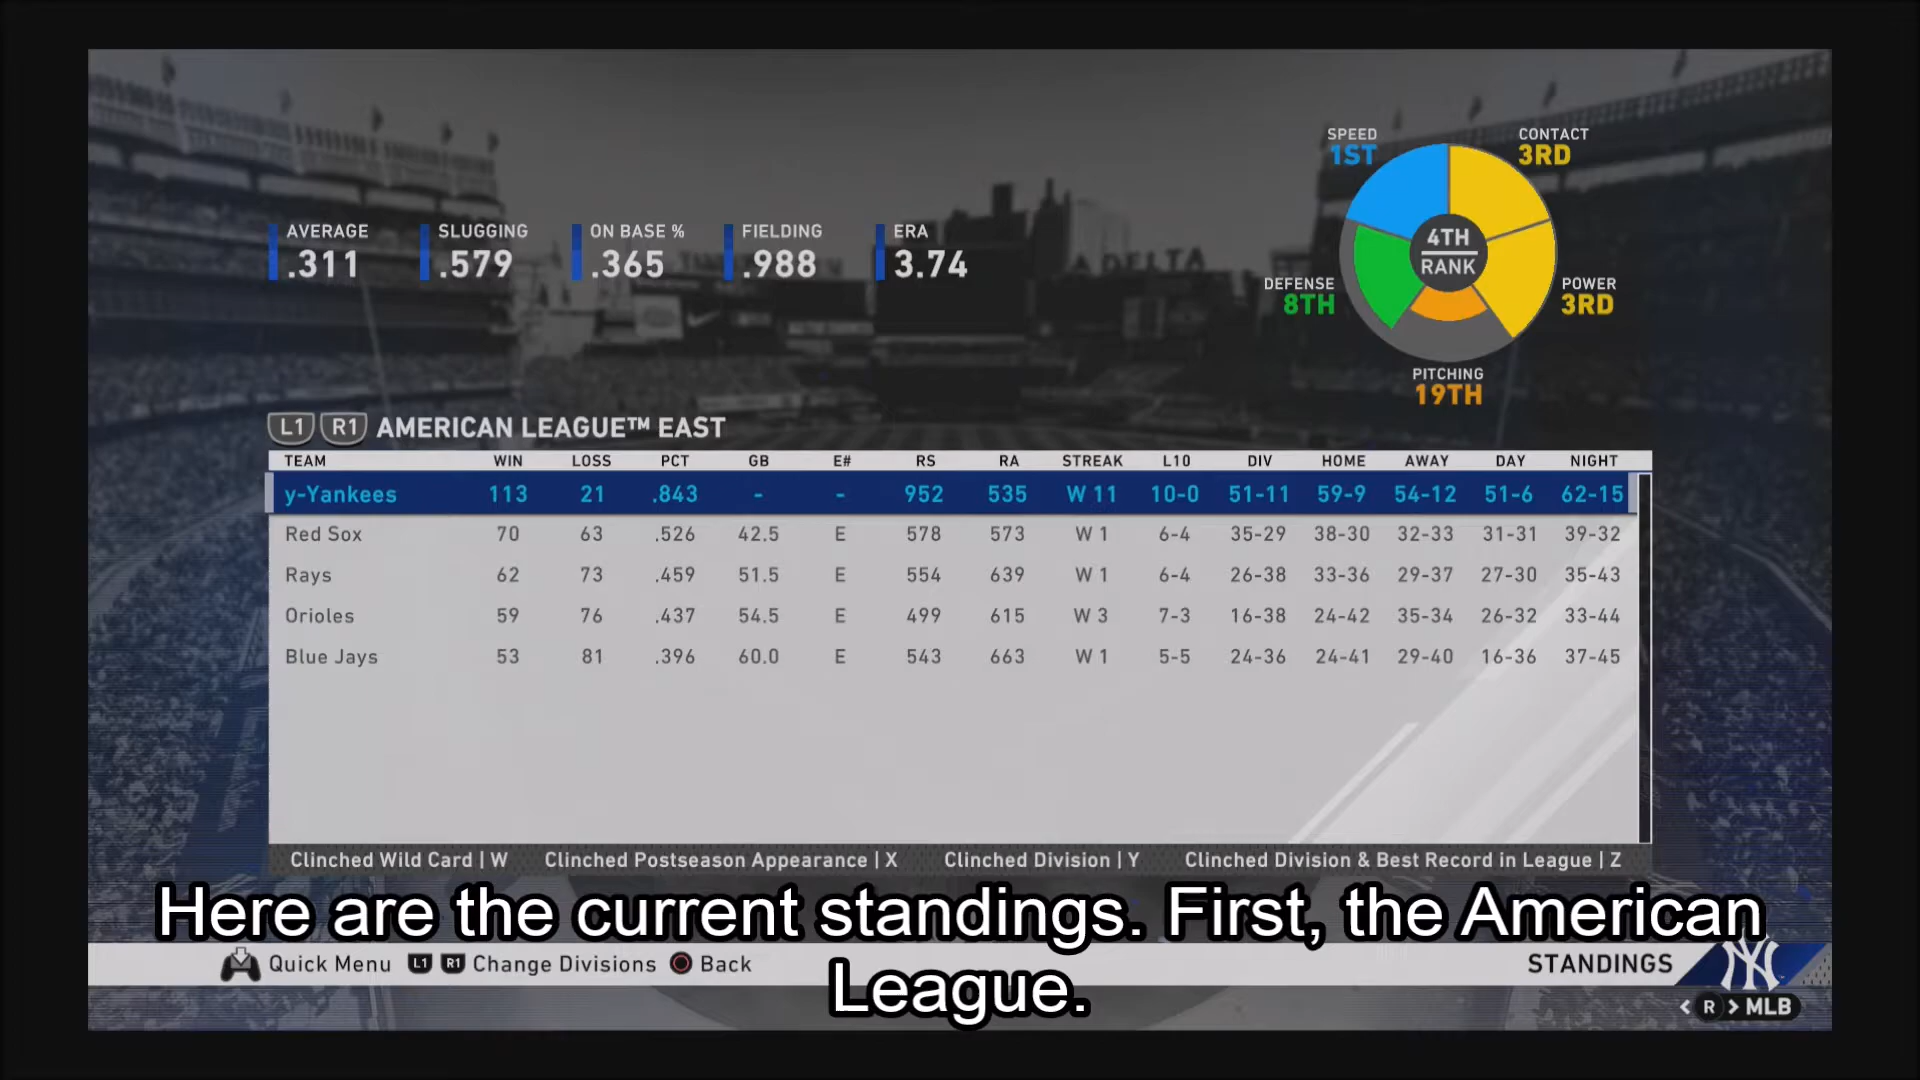 SPEED
1ST
CONTACT
3RD
AVERAGE SLUGGING ON BASE % FIELDING ERA
.311 .579 .365 .988 3.74
4TH
RANK
DEFENSE
8TH
POWER
3RD
PITCHING
19TH
DELTA
L1 R1 AMERICAN LEAGUE™ EAST
TEAM WIN LOSS PCT GB E# RS RA STREAK L10 DIV HOME AWAY DAY NIGHT
y-Yankees 113 21 .843 - - 952 535 W 11 10-0 51-11 59-9 54-12 51-6 62-15
Red Sox 70 63 .526 42.5 E 578 573 W 1 6-4 35-29 38-30 32-33 31-31 39-32
Rays 62 73 .459 51.5 E 554 639 W 1 6-4 26-38 33-36 29-37 27-30 35-43
Orioles 59 76 .437 54.5 E 499 615 W 3 7-3 16-38 24-42 35-34 26-32 33-44
Blue Jays 53 81 .396 60.0 E 543 663 W 1 5-5 24-36 24-41 29-40 16-36 37-45
Clinched Wild Card | W Clinched Postseason Appearance | X Clinched Division | Y Clinched Division & Best Record in League | Z
Here are the current standings. First, the American
League.
Quick Menu L1 R1 Change Divisions Back
STANDINGS
NY
< R > MLB